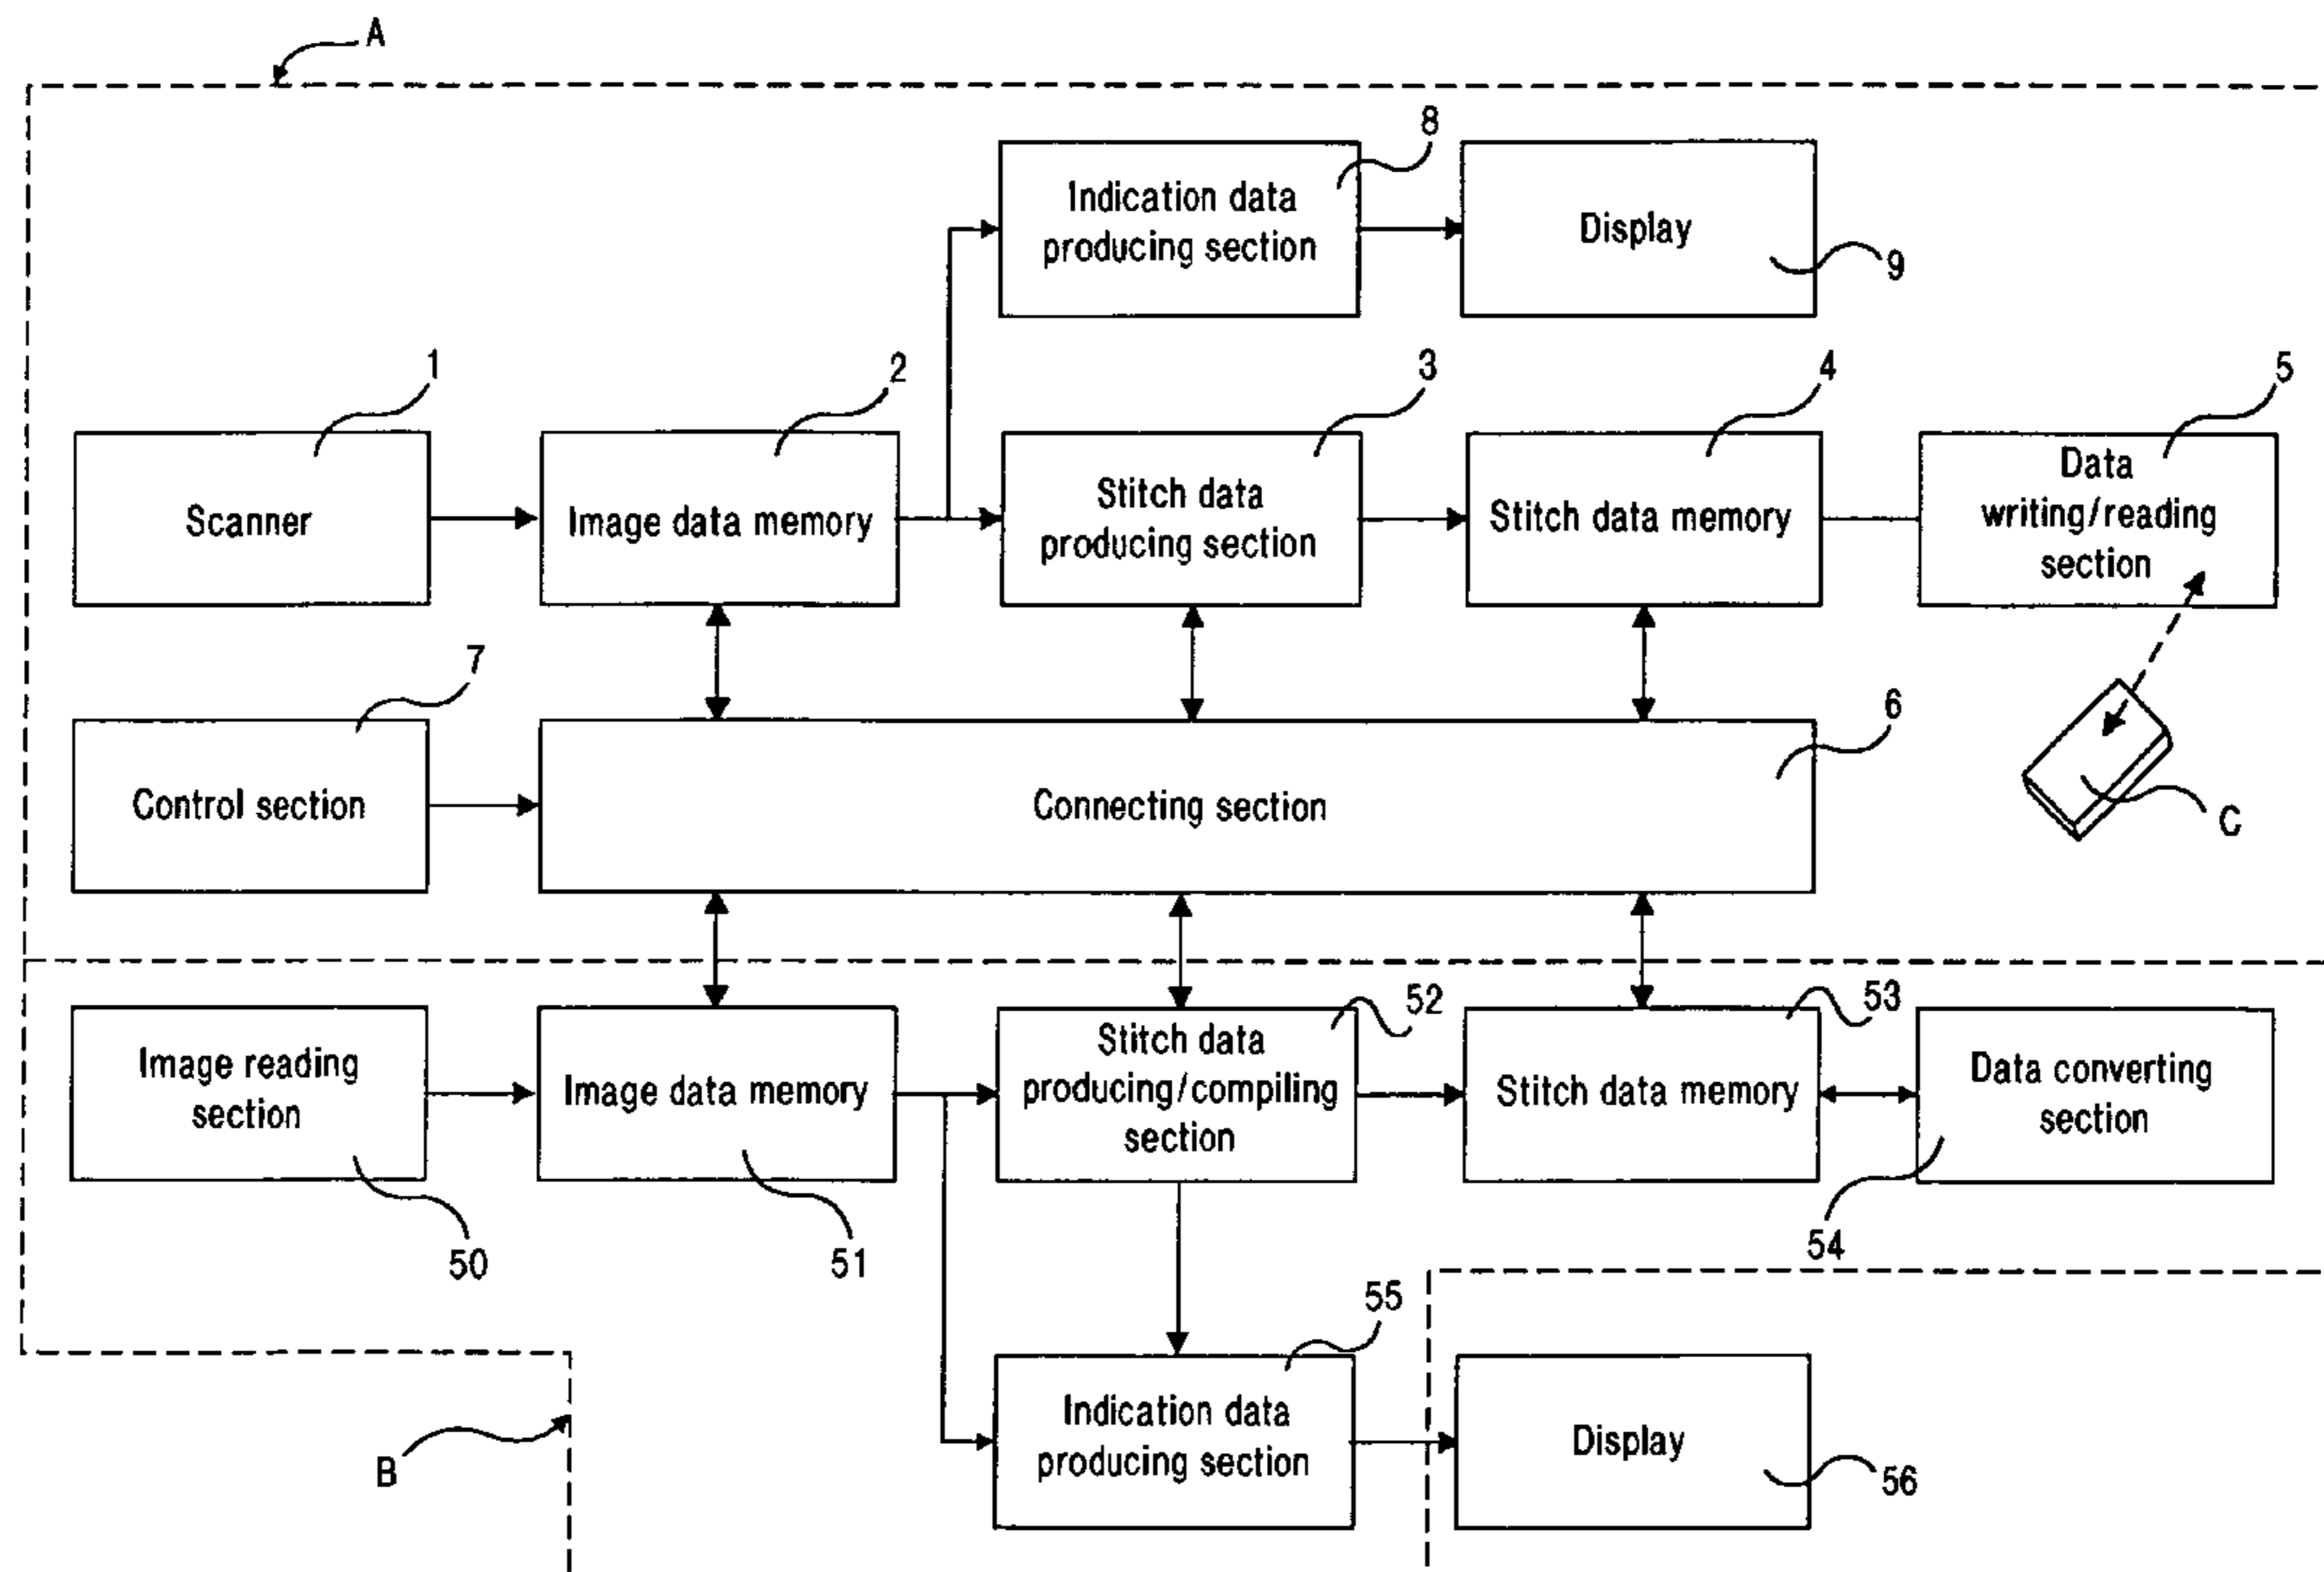 A
8
Indication data
producing section
Display
9
1
2
3
4
5
Scanner
Image data memory
Stitch data
producing section
Stitch data memory
Data
writing/reading
section
7
6
Control section
Connecting section
C
52
53
Image reading
section
Image data memory
Stitch data
producing/compiling
section
Stitch data memory
Data converting
section
50
51
54
55
Indication data
producing section
Display
B
56